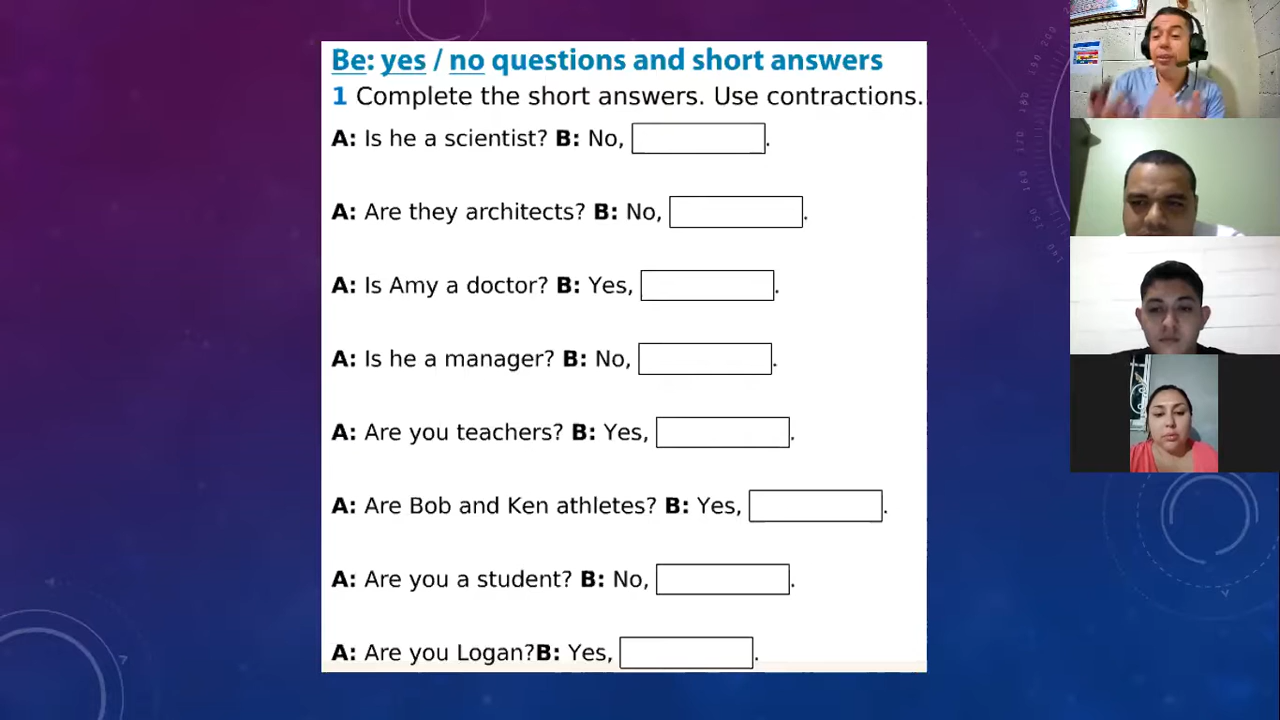 Be: yes / no questions and short answers
1 Complete the short answers. Use contractions.
A: Is he a scientist? B: No, .
A: Are they architects? B: No, .
A: Is Amy a doctor? B: Yes, .
A: Is he a manager? B: No, .
A: Are you teachers? B: Yes, .
A: Are Bob and Ken athletes? B: Yes, .
A: Are you a student? B: No, .
A: Are you Logan?B: Yes, .